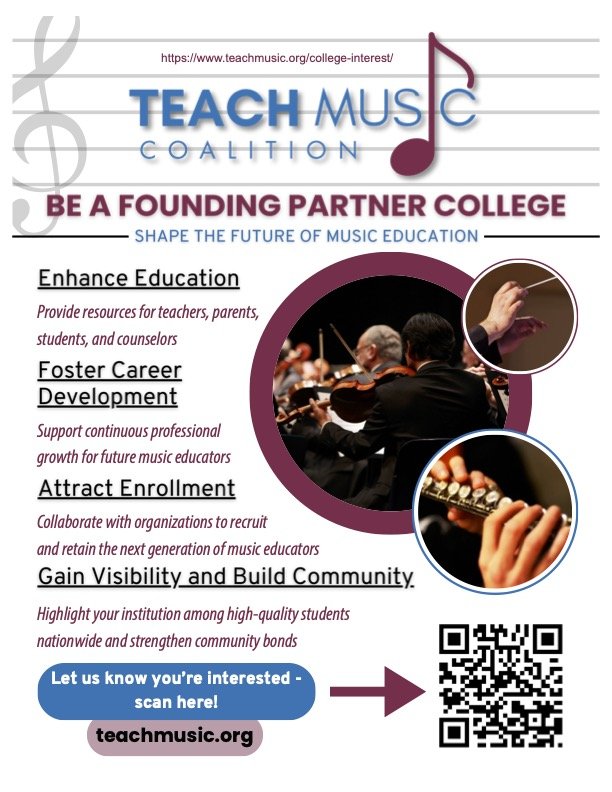 https://www.teachmusic.org/college-interest/
TEACH MUSIC
COALITION
BE A FOUNDING PARTNER COLLEGE
SHAPE THE FUTURE OF MUSIC EDUCATION
Enhance Education
Provide resources for teachers, parents,
students, and counselors
Foster Career
Development
Support continuous professional
growth for future music educators
Attract Enrollment
Collaborate with organizations to recruit
and retain the next generation of music educators
Gain Visibility and Build Community
Highlight your institution among high-quality students
nationwide and strengthen community bonds
Let us know you're interested -
scan here!
teachmusic.org